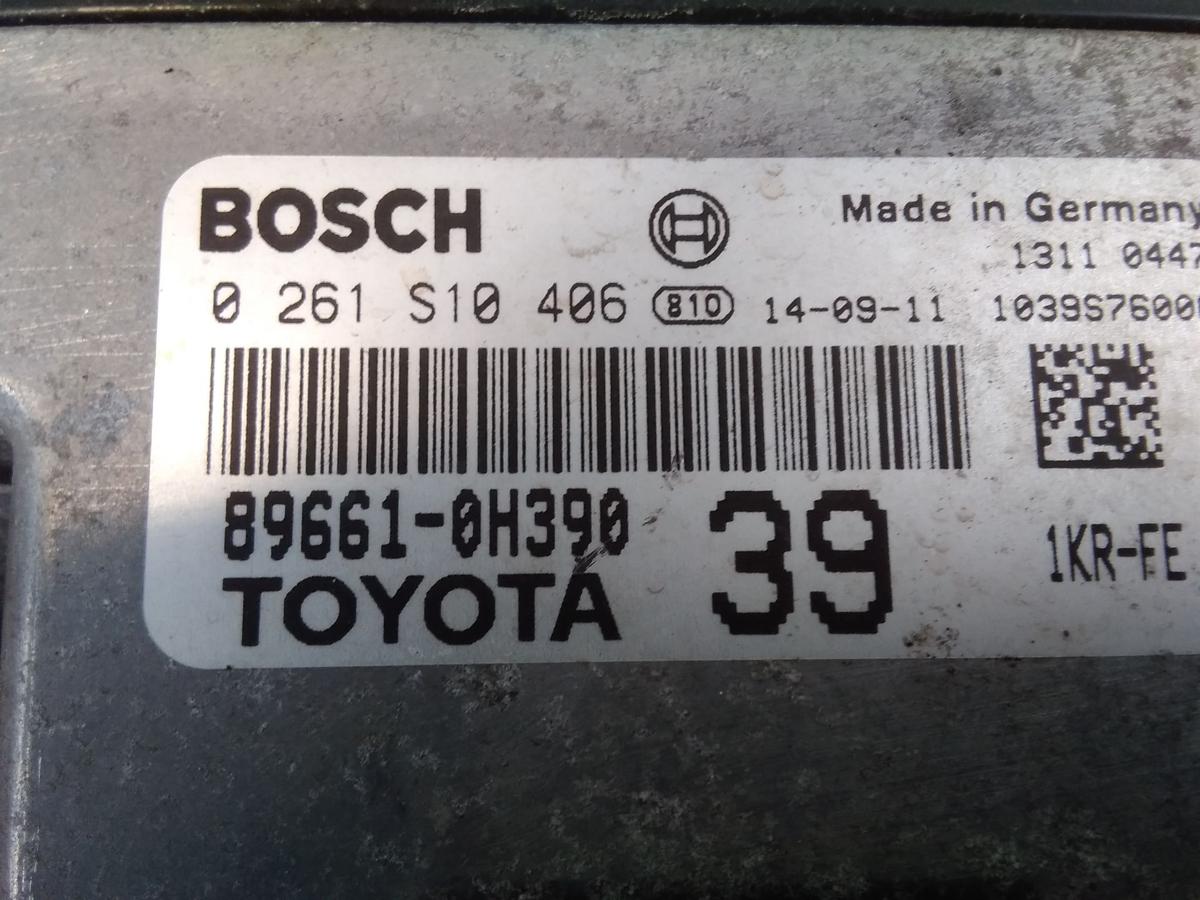 BOSCH
Made in Germany
1311 0447
0 261 S10 406 810 14-09-11 1039S7600
89661-0H390 39 1KR-FE
TOYOTA